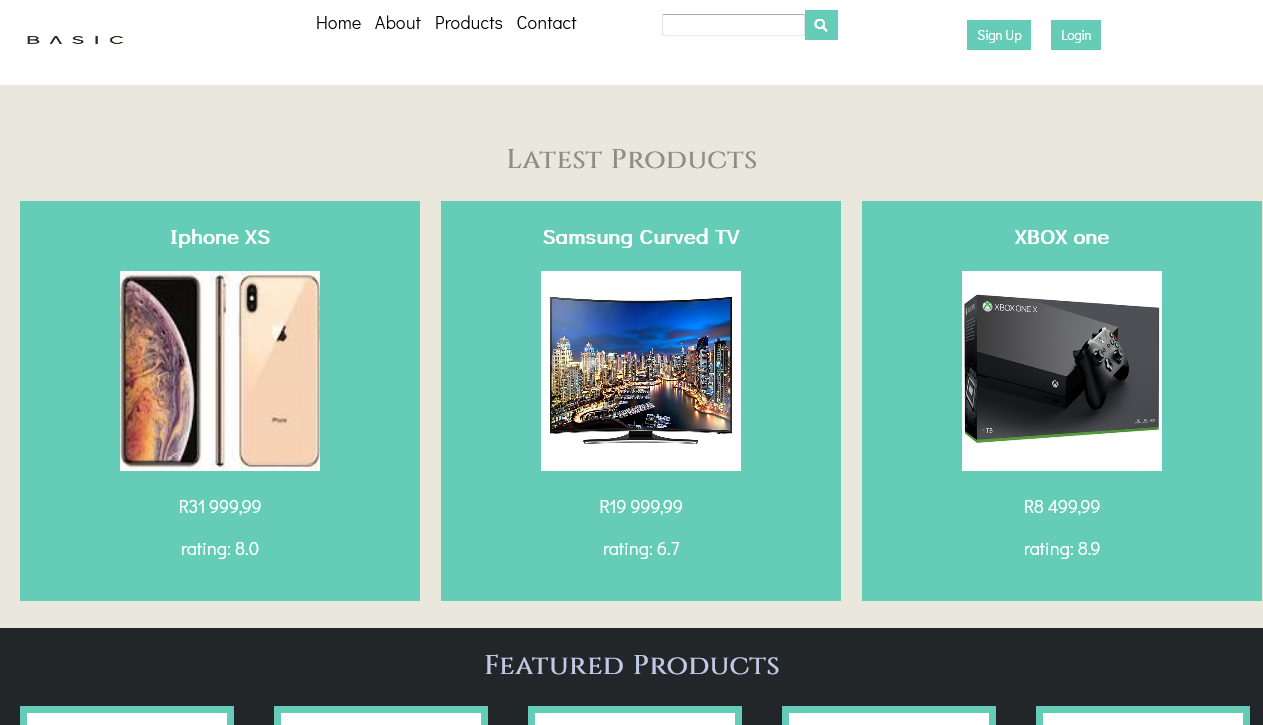 BASIC
Home About Products Contact
Sign Up Login
Latest Products
Iphone XS Samsung Curved TV XBOX one
iPhone
XBOX ONE X
1TB
R31 999,99 R19 999,99 R8 499,99
rating: 8.0 rating: 6.7 rating: 8.9
Featured Products